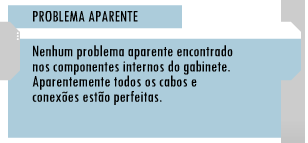 PROBLEMA APARENTE
Nenhum problema aparente encontrado
nos componentes internos do gabinete.
Aparentemente todos os cabos e
conexões estão perfeitas.